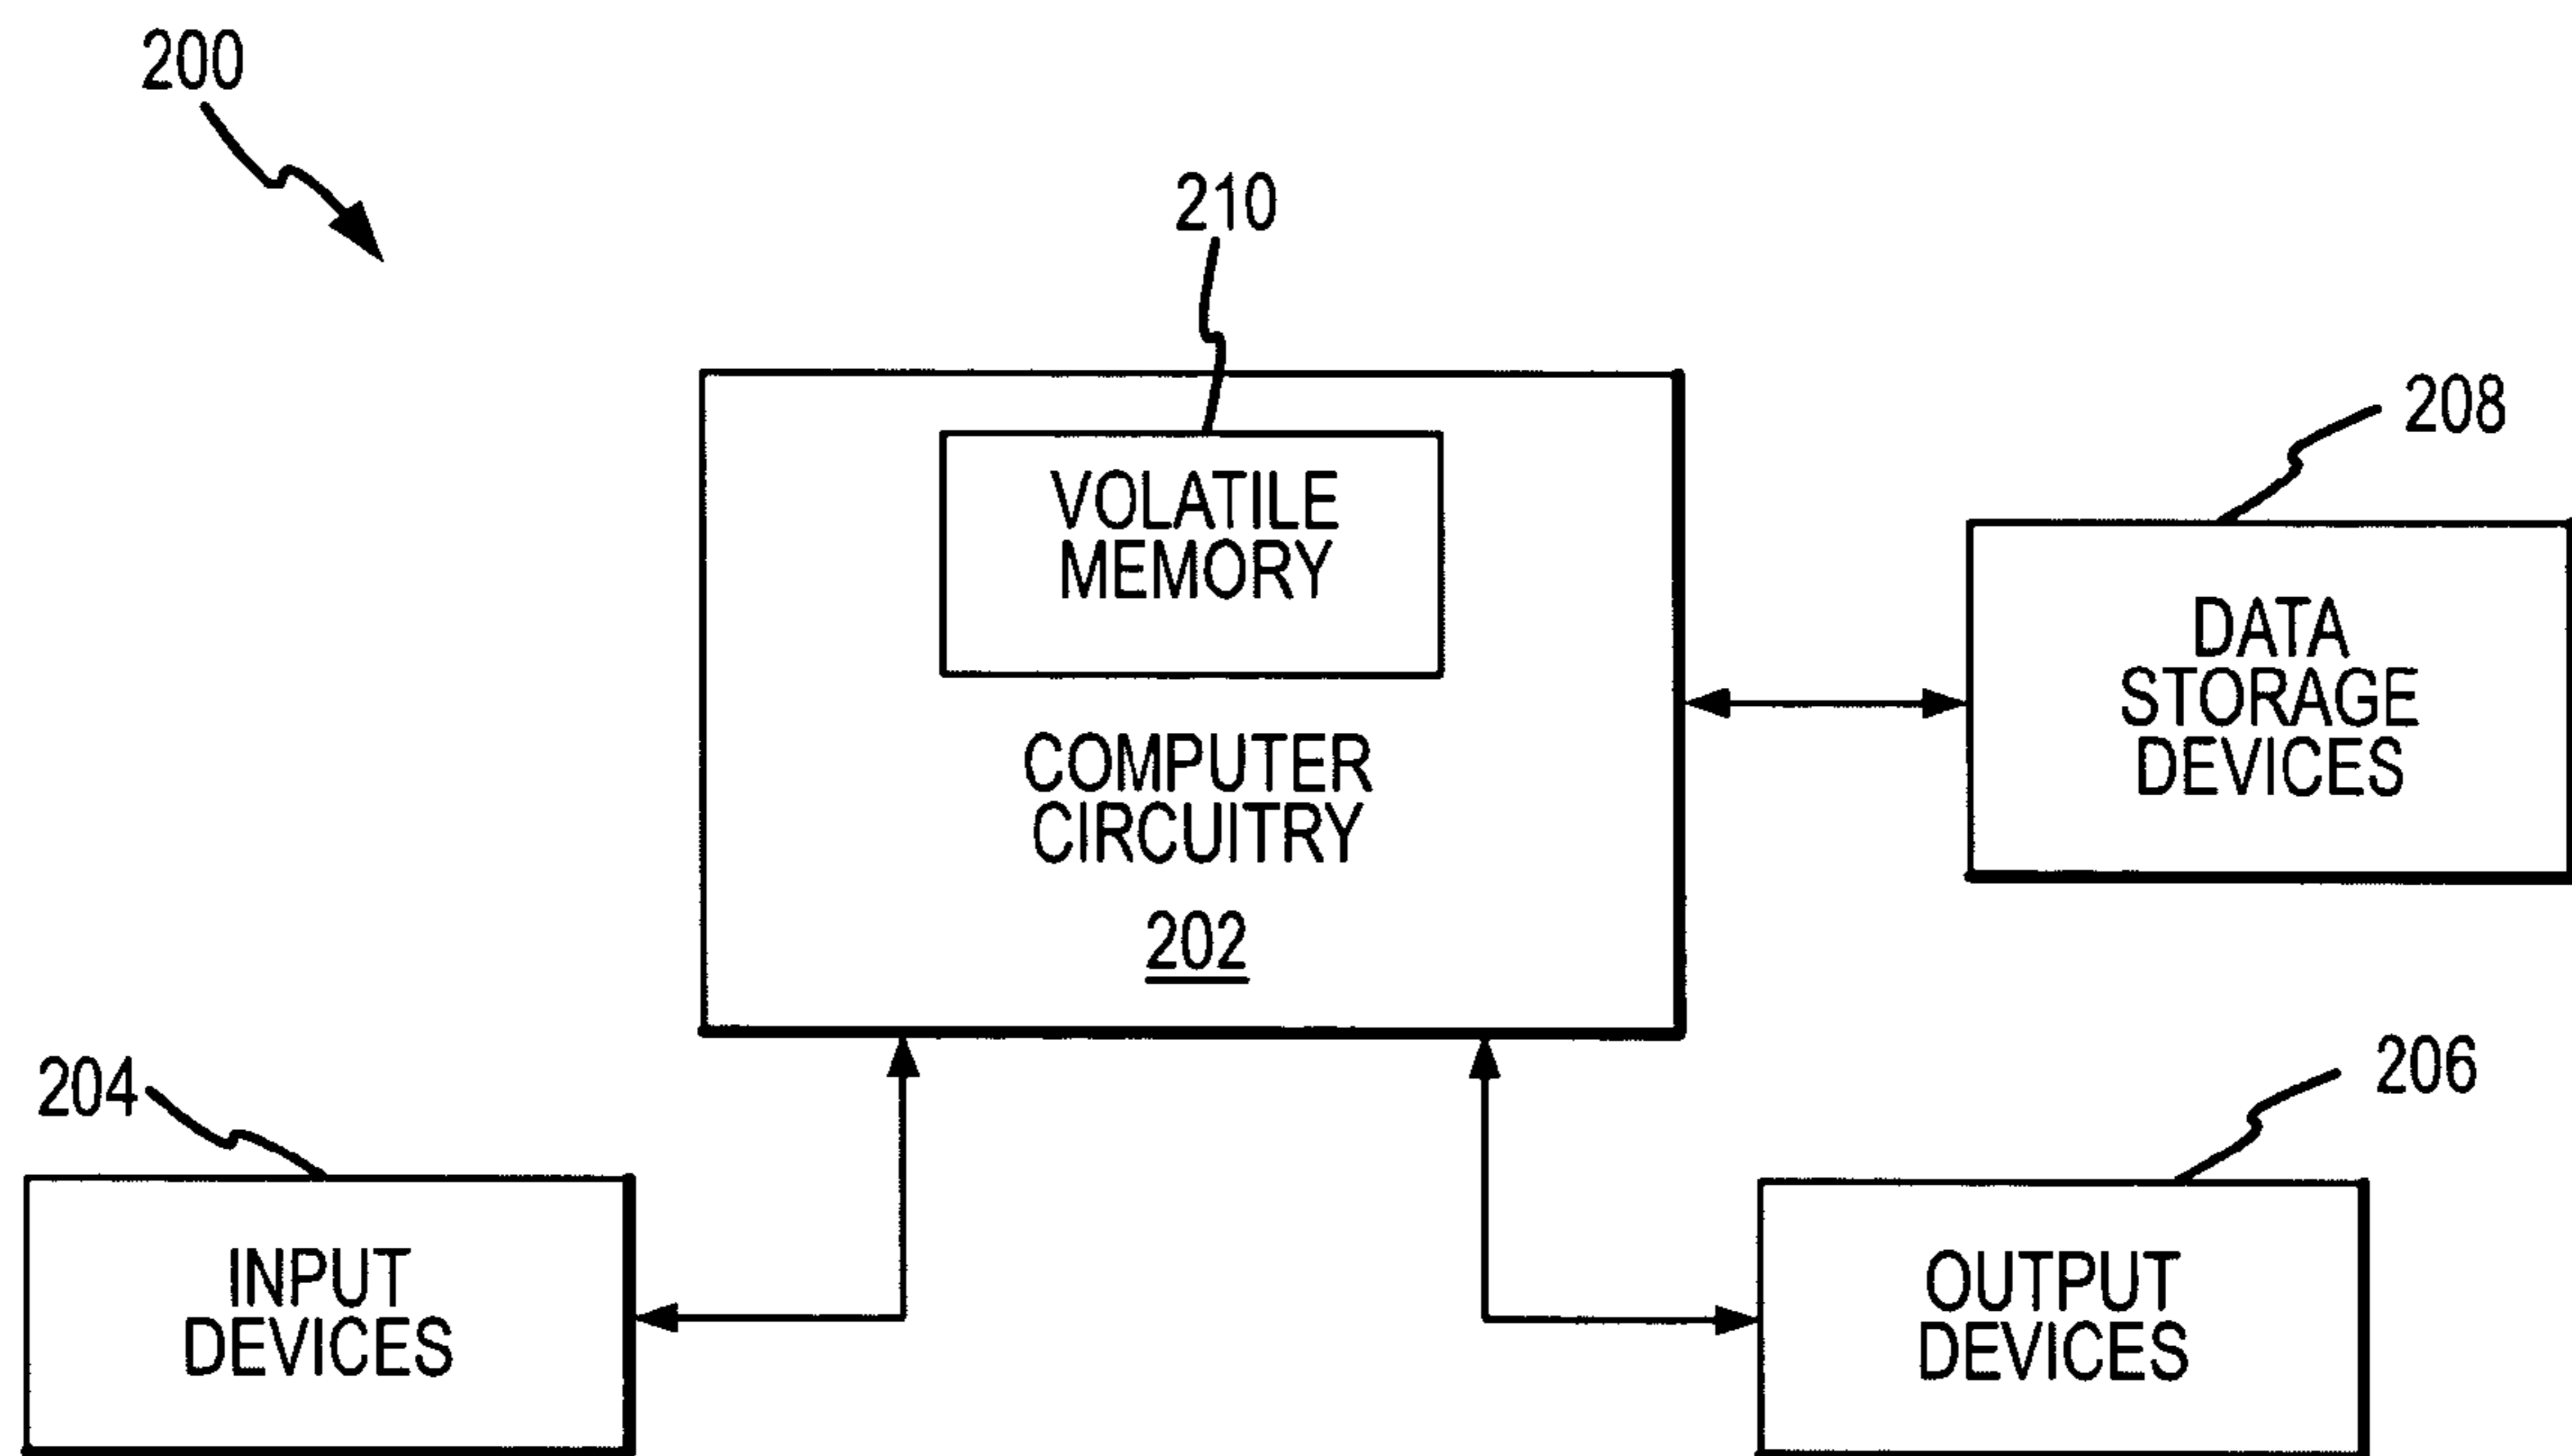 200
210
VOLATILE
MEMORY
208
DATA
STORAGE
DEVICES
COMPUTER
CIRCUITRY
202
204
INPUT
DEVICES
206
OUTPUT
DEVICES